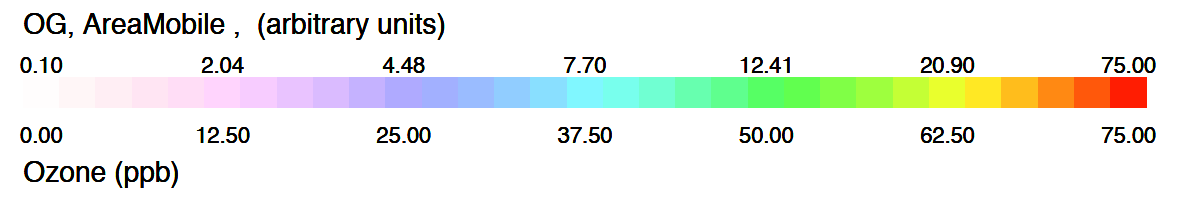 OG, AreaMobile ,  (arbitrary units)
0.10 2.04 4.48 7.70 12.41 20.90 75.00
0.00 12.50 25.00 37.50 50.00 62.50 75.00
Ozone (ppb)